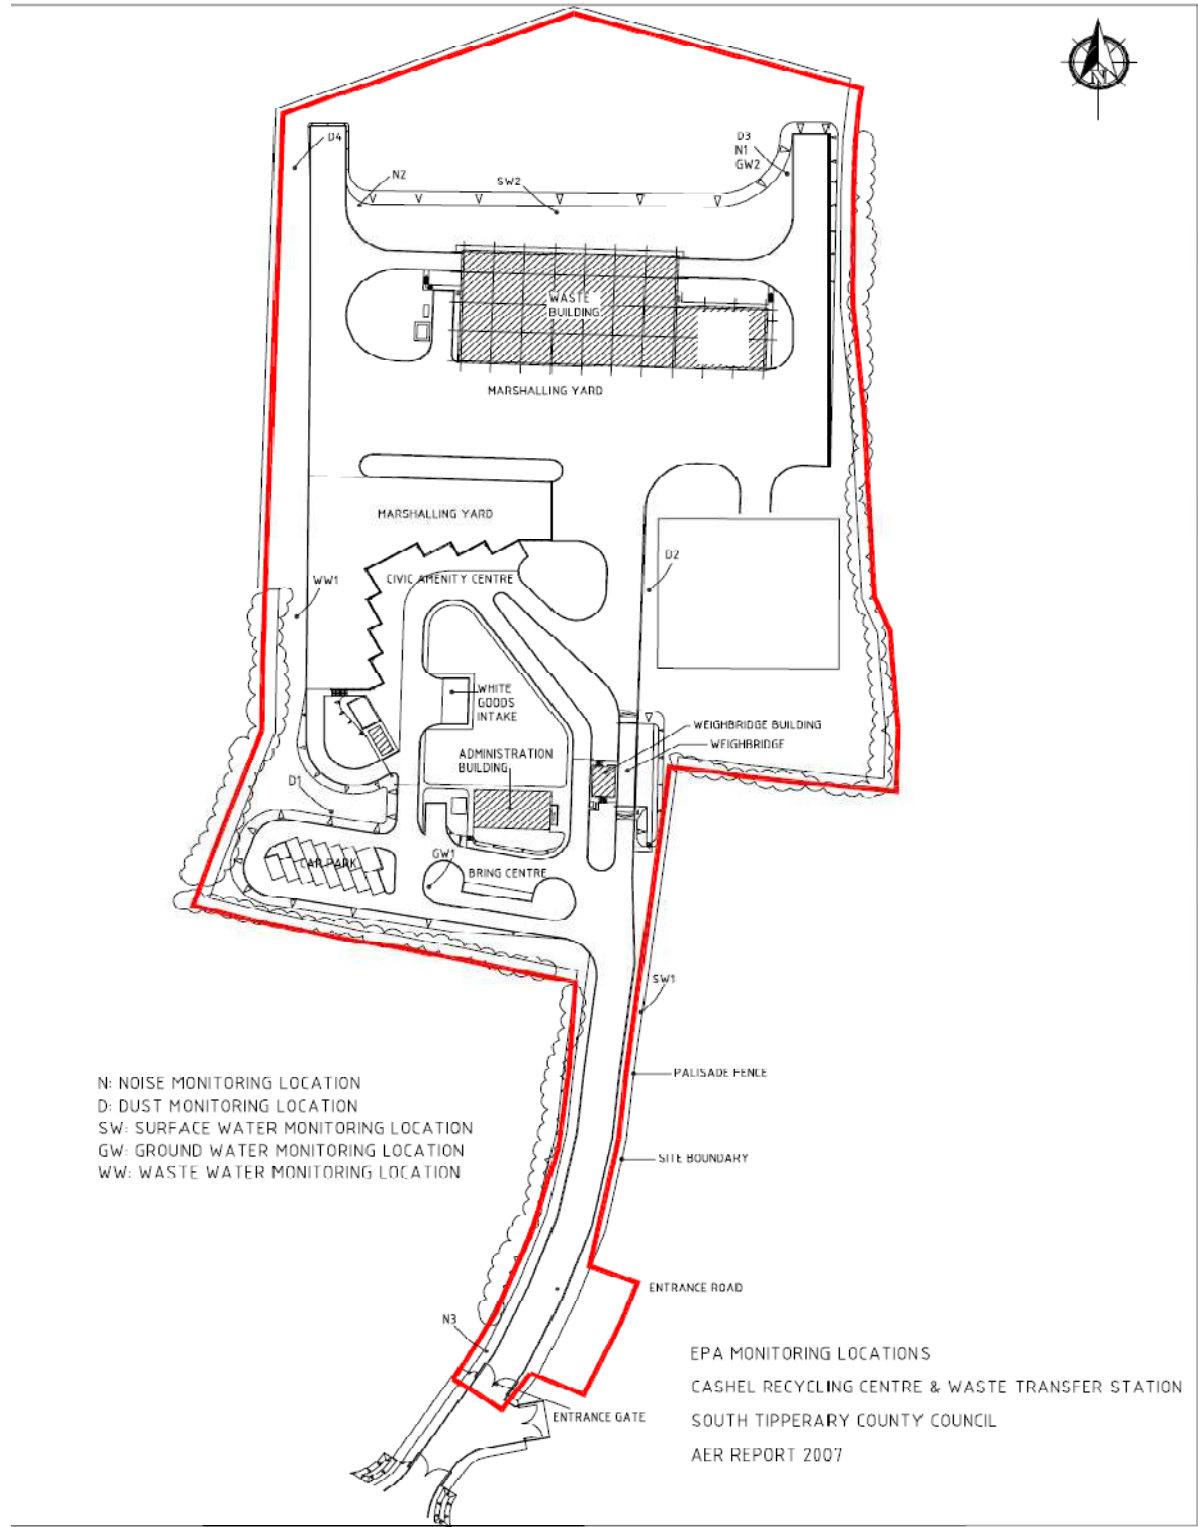 N
D4
D3
N1
GW2
N2
SW2
WASTE
BUILDING
MARSHALLING YARD
MARSHALLING YARD
D2
WW1
CIVIC AMENITY CENTRE
WHITE
GOODS
INTAKE
WEIGHBRIDGE BUILDING
WEIGHBRIDGE
ADMINISTRATION
BUILDING
D1
GW1
CAR PARK
BRING CENTRE
SW1
PALISADE FENCE
N: NOISE MONITORING LOCATION
D: DUST MONITORING LOCATION
SW: SURFACE WATER MONITORING LOCATION
GW: GROUND WATER MONITORING LOCATION
WW: WASTE WATER MONITORING LOCATION
SITE BOUNDARY
ENTRANCE ROAD
N3
ENTRANCE GATE
EPA MONITORING LOCATIONS
CASHEL RECYCLING CENTRE & WASTE TRANSFER STATION
SOUTH TIPPERARY COUNTY COUNCIL
AER REPORT 2007